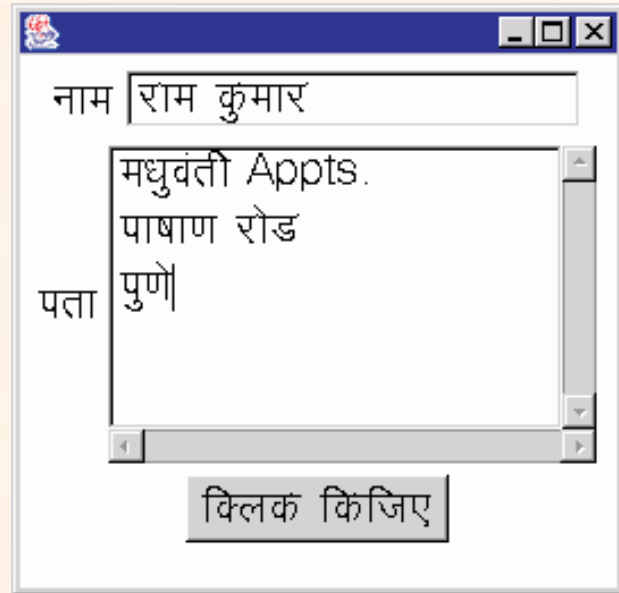 नाम राम कुमार
मधुवंती Appts.
पाषाण रोड
पता पुणे
क्लिक किजिए